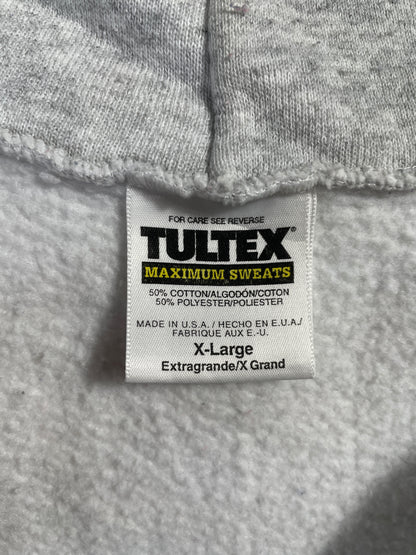 FOR CARE SEE REVERSE
TULTEX®
MAXIMUM SWEATS
50% COTTON/ALGODÓN/COTON
50% POLYESTER/POLIESTER
MADE IN U.S.A./ HECHO EN E.U.A./
FABRIQUE AUX E.-U.
X-Large
Extragrande/X Grand